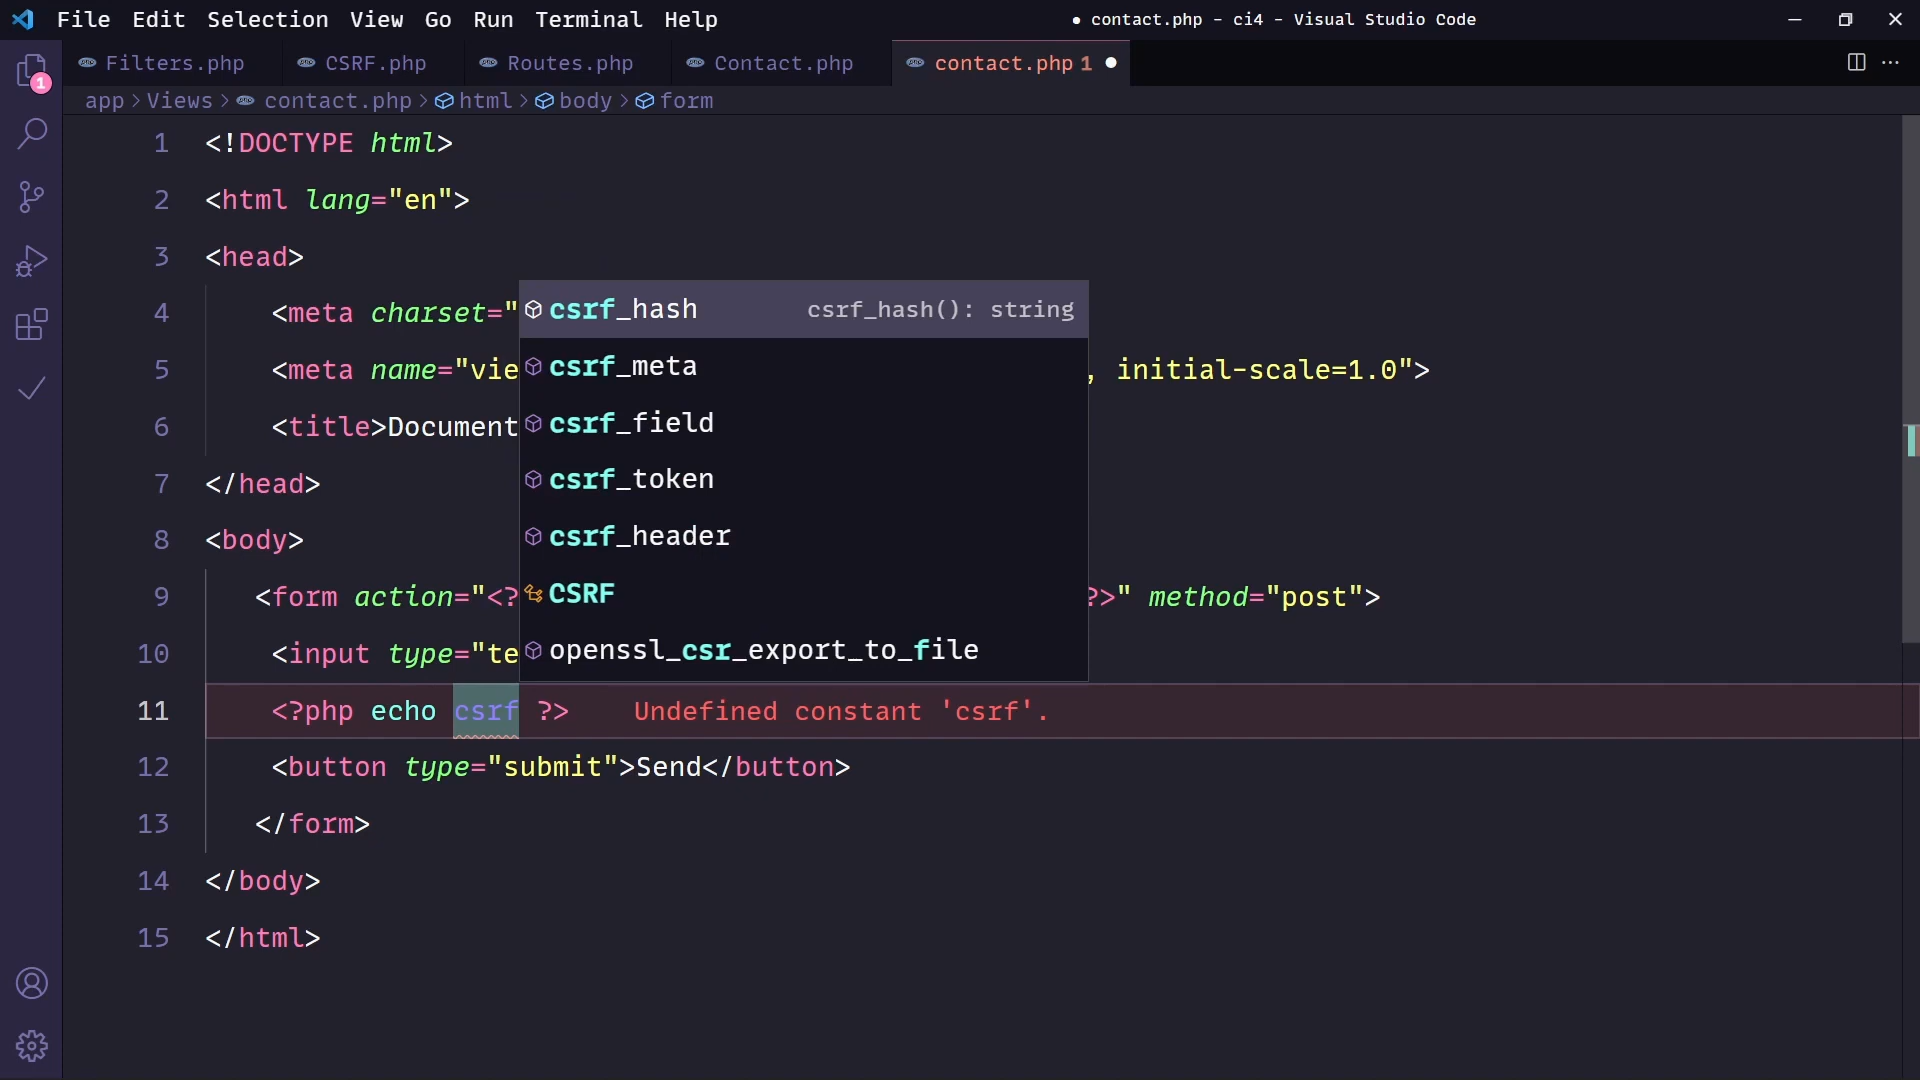 File Edit Selection View Go Run Terminal Help ● contact.php - ci4 - Visual Studio Code
Filters.php CSRF.php Routes.php Contact.php contact.php 1
1
app > Views > contact.php > html > body > form
1 <!DOCTYPE html>
2 <html lang="en">
3 <head>
4 <meta charset="
csrf_hash csrf_hash(): string
csrf_meta
5 <meta name="vie , initial-scale=1.0">
csrf_field
6 <title>Document
csrf_token
7 </head>
csrf_header
8 <body>
CSRF
9 <form action="<? ?>" method="post">
openssl_csr_export_to_file
10 <input type="te
11 <?php echo csrf ?> Undefined constant 'csrf'.
12 <button type="submit">Send</button>
13 </form>
14 </body>
15 </html>